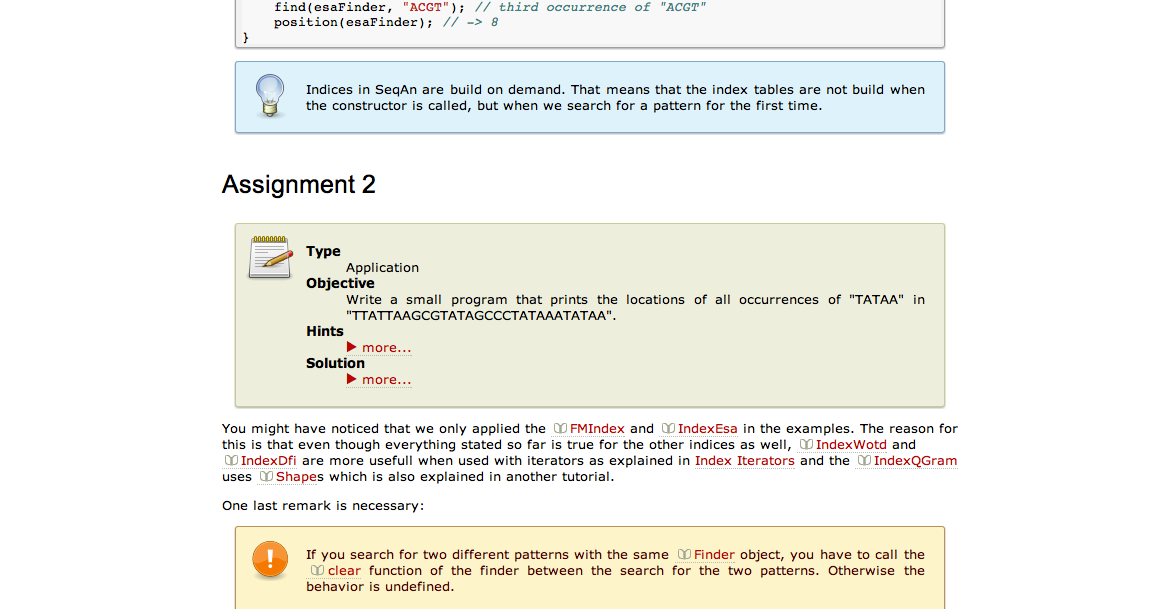 find(esaFinder, "ACGT"); // third occurrence of "ACGT"
position(esaFinder); // -> 8
}
Indices in SeqAn are build on demand. That means that the index tables are not build when
the constructor is called, but when we search for a pattern for the first time.
Assignment 2
Type
Application
Objective
Write a small program that prints the locations of all occurrences of "TATAA" in
"TTATTAAGCGTATAGCCCTATAAATATAA".
Hints
more...
Solution
more...
You might have noticed that we only applied the FMIndex and IndexEsa in the examples. The reason for
this is that even though everything stated so far is true for the other indices as well, IndexWotd and
IndexDfi are more usefull when used with iterators as explained in Index Iterators and the IndexQGram
uses Shapes which is also explained in another tutorial.
One last remark is necessary:
If you search for two different patterns with the same Finder object, you have to call the
clear function of the finder between the search for the two patterns. Otherwise the
behavior is undefined.